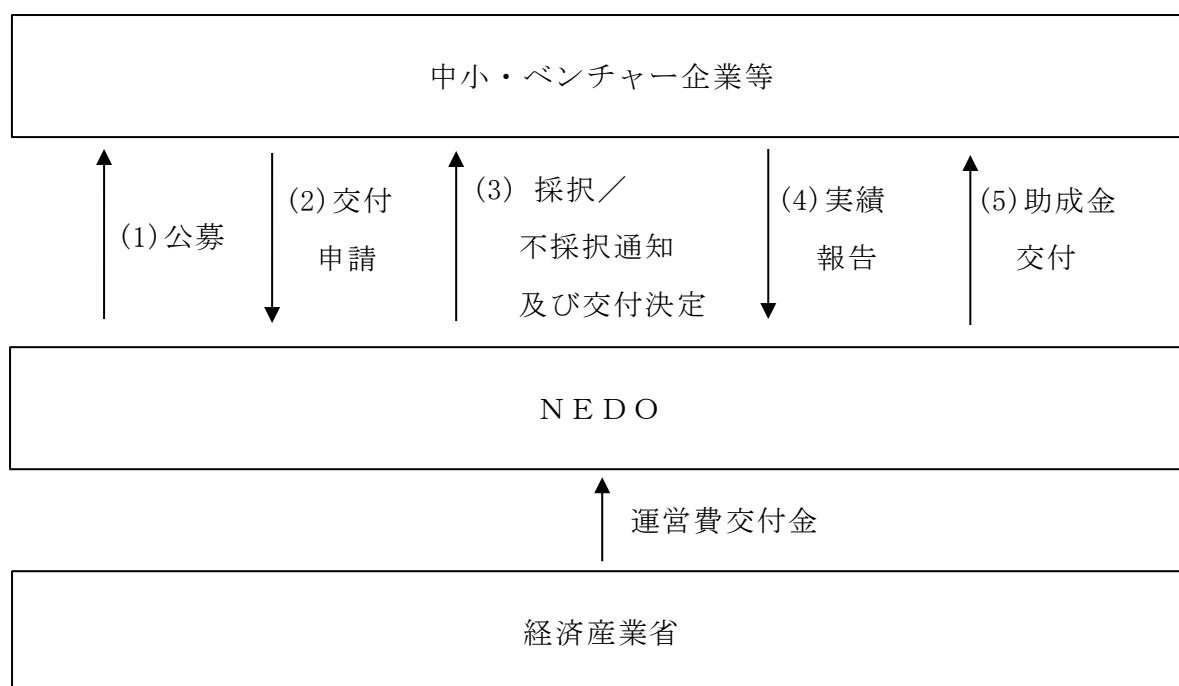 中小・ベンチャー企業等
(1)公募
(2)交付
申請
(3) 採択／
不採択通知
及び交付決定
(4)実績
報告
(5)助成金
交付
ＮＥＤＯ
運営費交付金
経済産業省